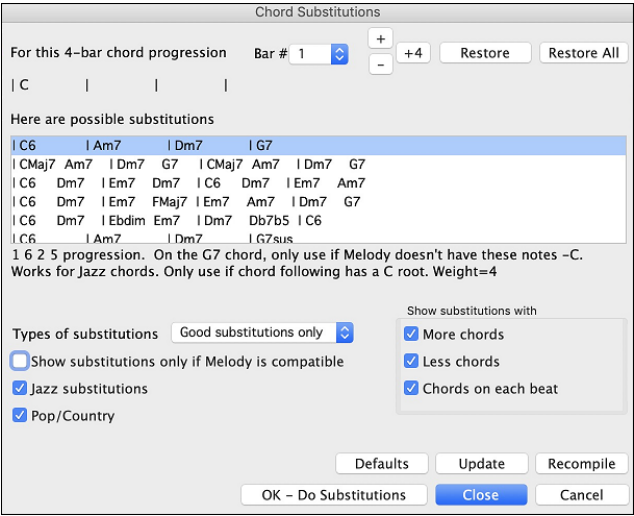 Chord Substitutions
For this 4-bar chord progression Bar # 1 + - +4 Restore Restore All
| C | | |
Here are possible substitutions
| C6 | Am7 | Dm7 | G7
| CMaj7 Am7 | Dm7 G7 | CMaj7 Am7 | Dm7 G7
| C6 Dm7 | Em7 Dm7 | C6 Dm7 | Em7 Am7
| C6 Dm7 | Em7 FMaj7 | Em7 Am7 | Dm7 G7
| C6 Dm7 | Ebdim Em7 | Dm7 Db7b5 | C6
| C6 | Am7 | Dm7 | G7sus
1 6 2 5 progression. On the G7 chord, only use if Melody doesn't have these notes -C.
Works for Jazz chords. Only use if chord following has a C root. Weight=4
Show substitutions with
Types of substitutions Good substitutions only More chords
Show substitutions only if Melody is compatible Less chords
Jazz substitutions Chords on each beat
Pop/Country
Defaults Update Recompile
OK - Do Substitutions Close Cancel